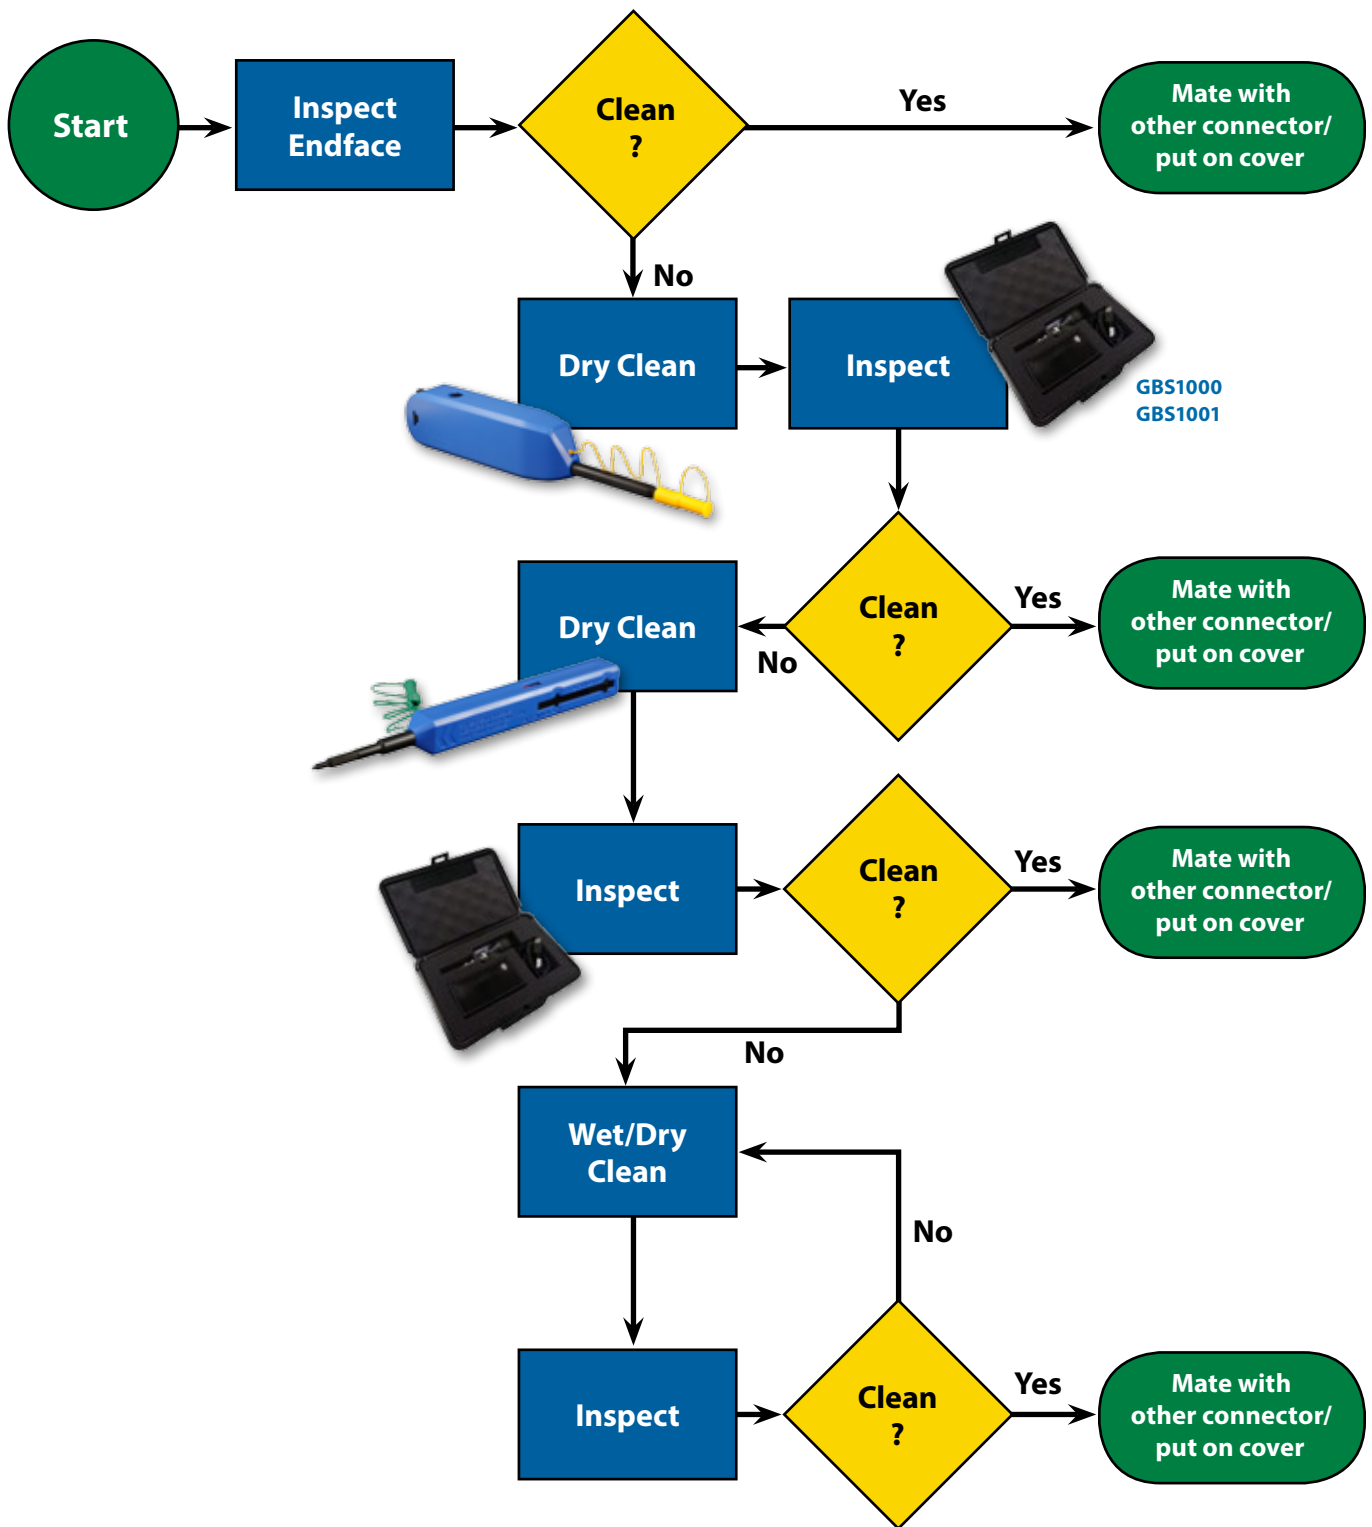 Start
Inspect
Endface
Clean
?
Yes
Mate with
other connector/
put on cover
No
Dry Clean
Inspect
GBS1000
GBS1001
Clean
?
Yes
Mate with
other connector/
put on cover
No
Dry Clean
Inspect
Clean
?
Yes
Mate with
other connector/
put on cover
No
Wet/Dry
Clean
No
Inspect
Clean
?
Yes
Mate with
other connector/
put on cover